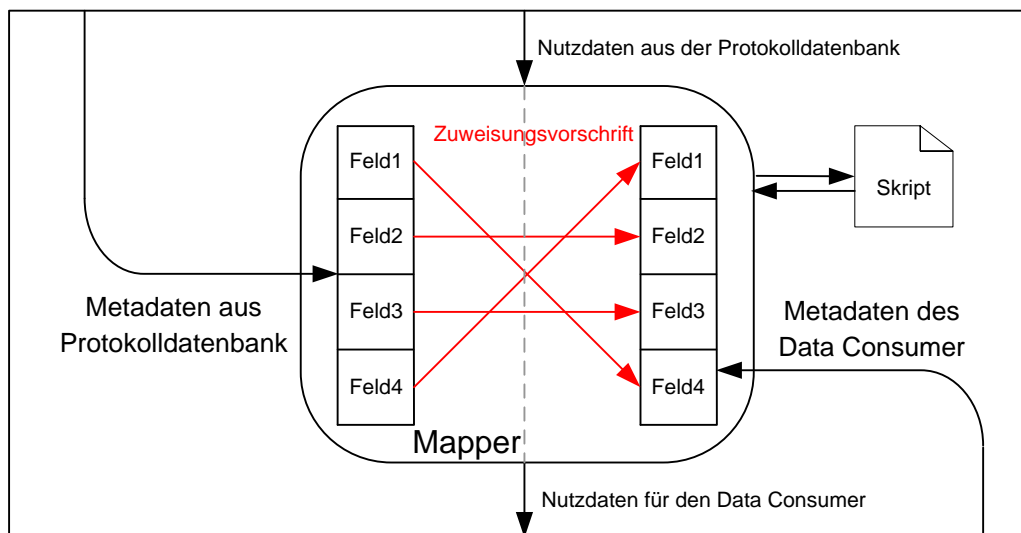 Nutzdaten aus der Protokolldatenbank
Zuweisungsvorschrift
Feld1
Feld2
Feld3
Feld4
Feld1
Feld2
Feld3
Feld4
Skript
Metadaten aus
Protokolldatenbank
Metadaten des
Data Consumer
Mapper
Nutzdaten für den Data Consumer